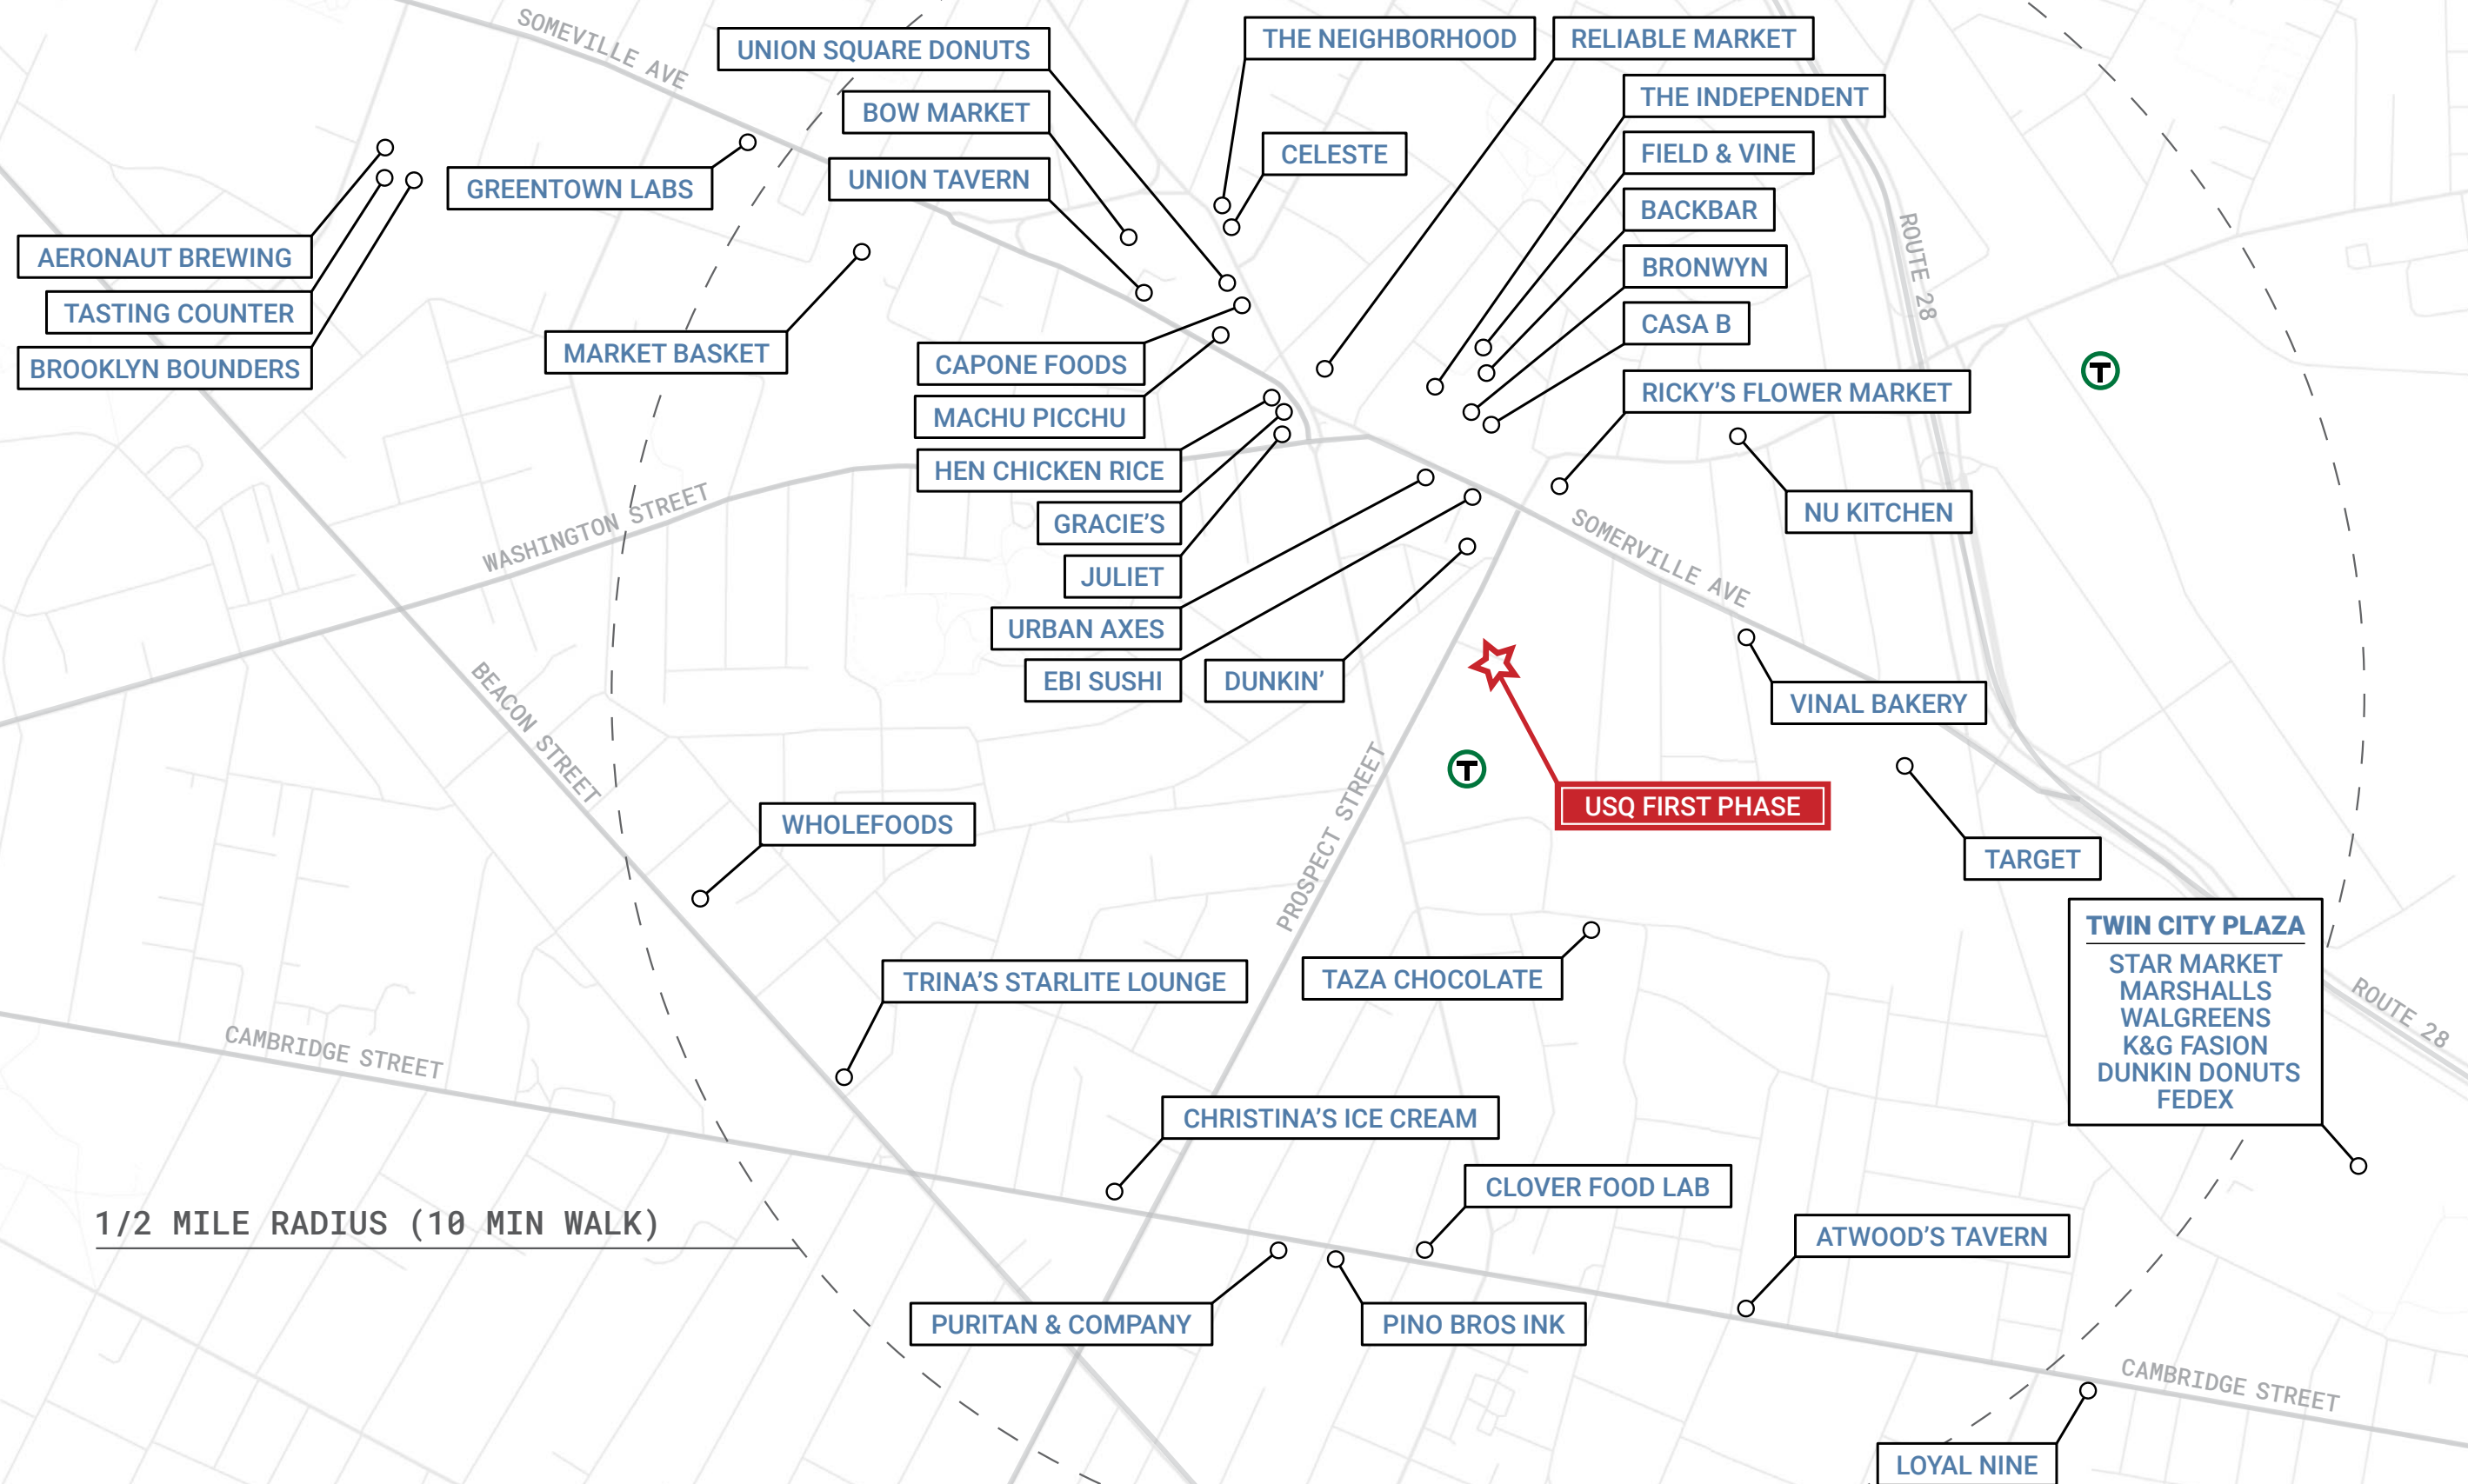 SOMEVILLE AVE
UNION SQUARE DONUTS
THE NEIGHBORHOOD
RELIABLE MARKET
BOW MARKET
THE INDEPENDENT
UNION TAVERN
CELESTE
FIELD & VINE
GREENTOWN LABS
BACKBAR
ROUTE 28
AERONAUT BREWING
BRONWYN
TASTING COUNTER
CASA B
BROOKLYN BOUNDERS
MARKET BASKET
CAPONE FOODS
T
RICKY’S FLOWER MARKET
MACHU PICCHU
HEN CHICKEN RICE
WASHINGTON STREET
GRACIE’S
NU KITCHEN
SOMERVILLE AVE
JULIET
URBAN AXES
EBI SUSHI
DUNKIN’
VINAL BAKERY
BEACON STREET
T
USQ FIRST PHASE
WHOLEFOODS
PROSPECT STREET
TARGET
TWIN CITY PLAZA
STAR MARKET
MARSHALLS
WALGREENS
K&G FASION
DUNKIN DONUTS
FEDEX
TRINA’S STARLITE LOUNGE
TAZA CHOCOLATE
ROUTE 28
CAMBRIDGE STREET
CHRISTINA’S ICE CREAM
CLOVER FOOD LAB
1/2 MILE RADIUS (10 MIN WALK)
ATWOOD’S TAVERN
PURITAN & COMPANY
PINO BROS INK
CAMBRIDGE STREET
LOYAL NINE